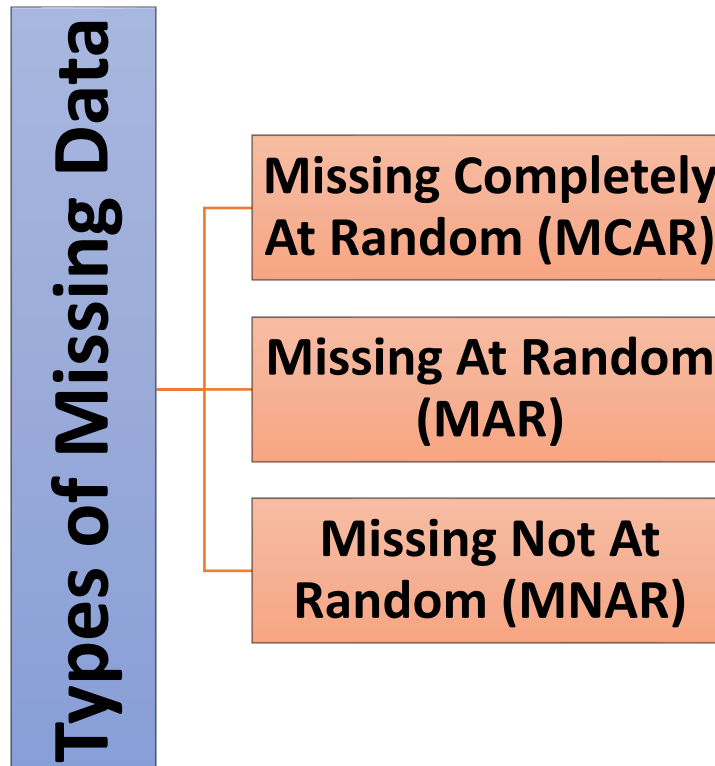 Types of Missing Data
Missing Completely
At Random (MCAR)
Missing At Random
(MAR)
Missing Not At
Random (MNAR)